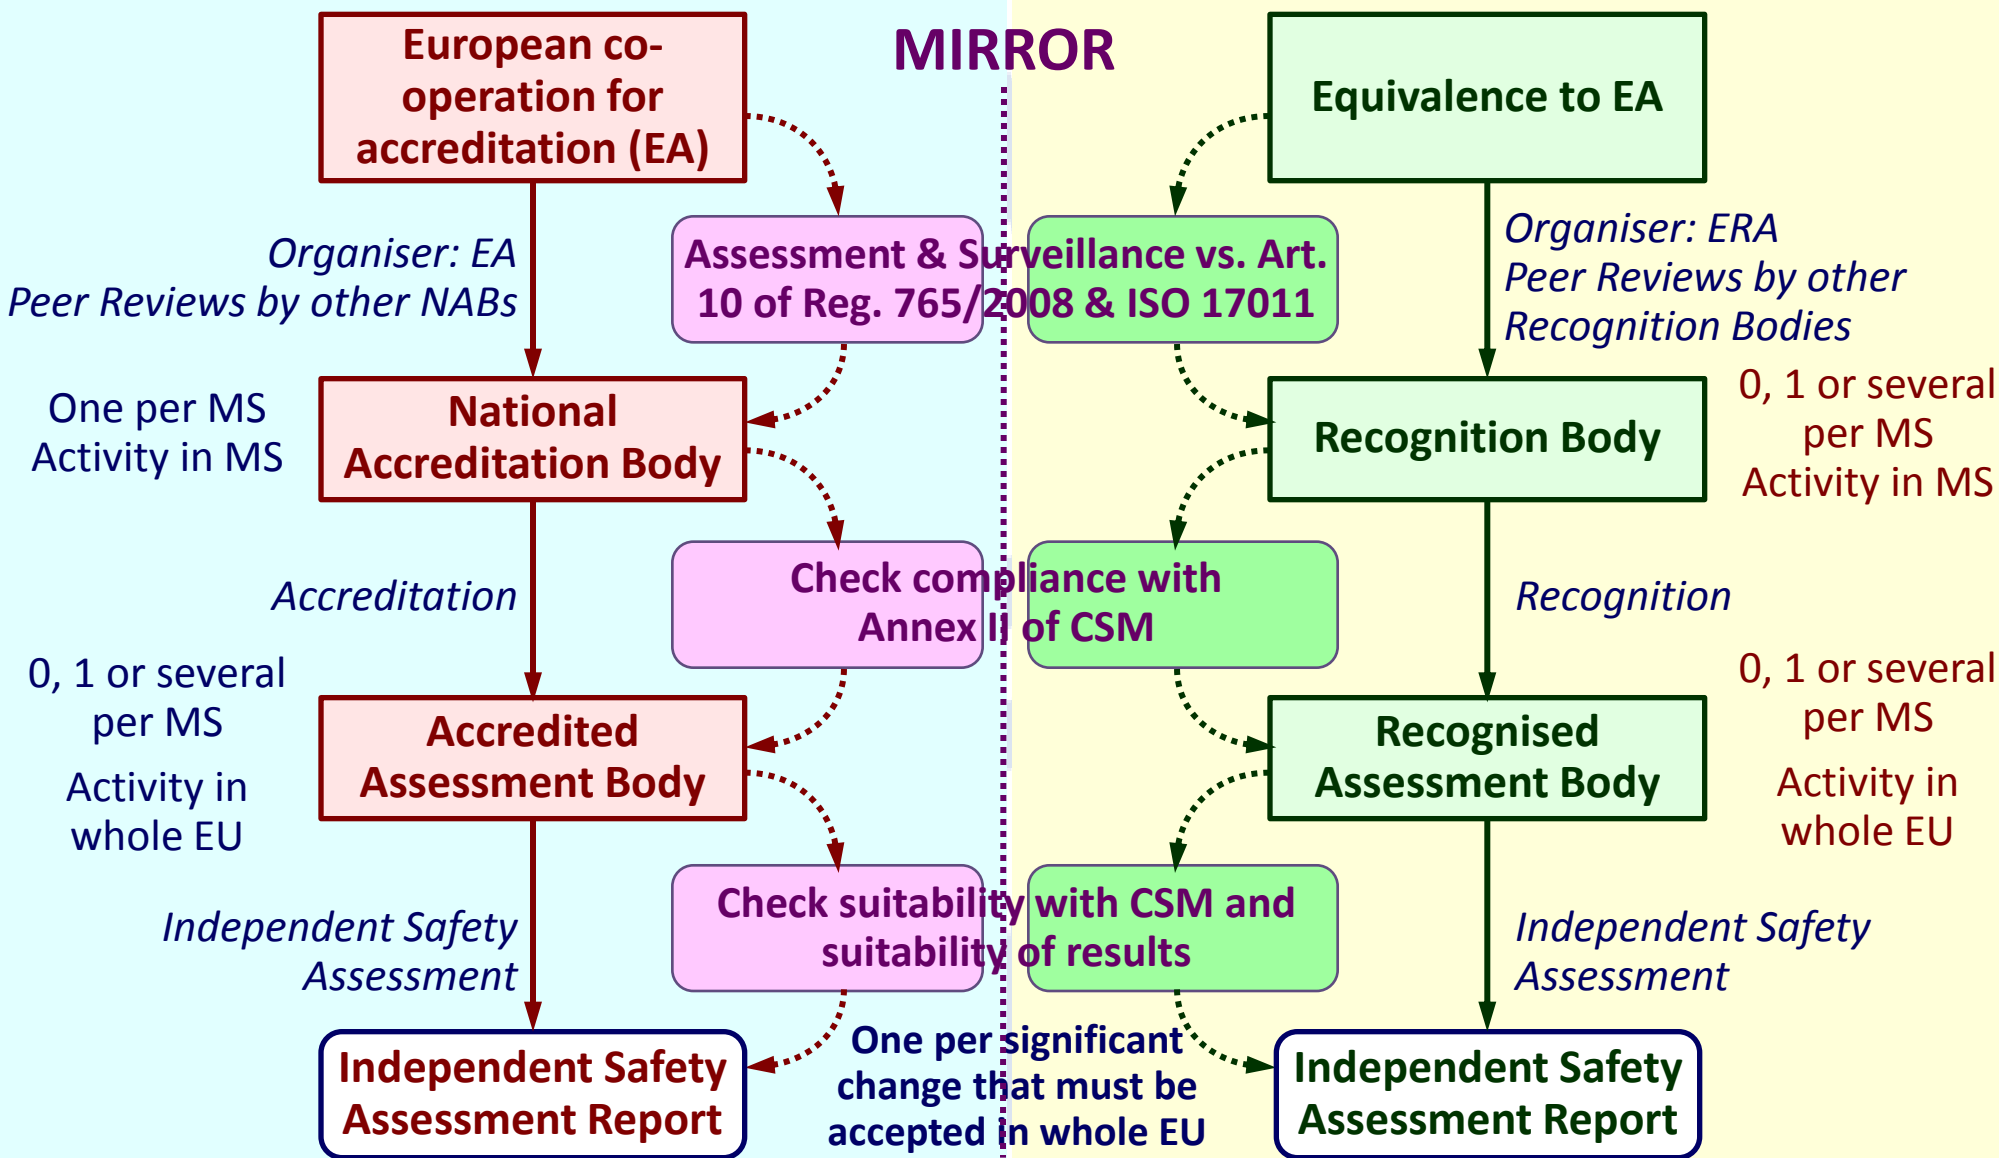 MIRROR
European co-
operation for
accreditation (EA)
Equivalence to EA
Organiser: EA
Peer Reviews by other NABs
Assessment & Surveillance vs. Art.
10 of Reg. 765/2008 & ISO 17011
Organiser: ERA
Peer Reviews by other
Recognition Bodies
One per MS
Activity in MS
National
Accreditation Body
Recognition Body
0, 1 or several
per MS
Activity in MS
Accreditation
Check compliance with
Annex II of CSM
Recognition
0, 1 or several
per MS
Activity in
whole EU
Accredited
Assessment Body
Recognised
Assessment Body
0, 1 or several
per MS
Activity in
whole EU
Independent Safety
Assessment
Check suitability with CSM and
suitability of results
Independent Safety
Assessment
Independent Safety
Assessment Report
One per significant
change that must be
accepted in whole EU
Independent Safety
Assessment Report